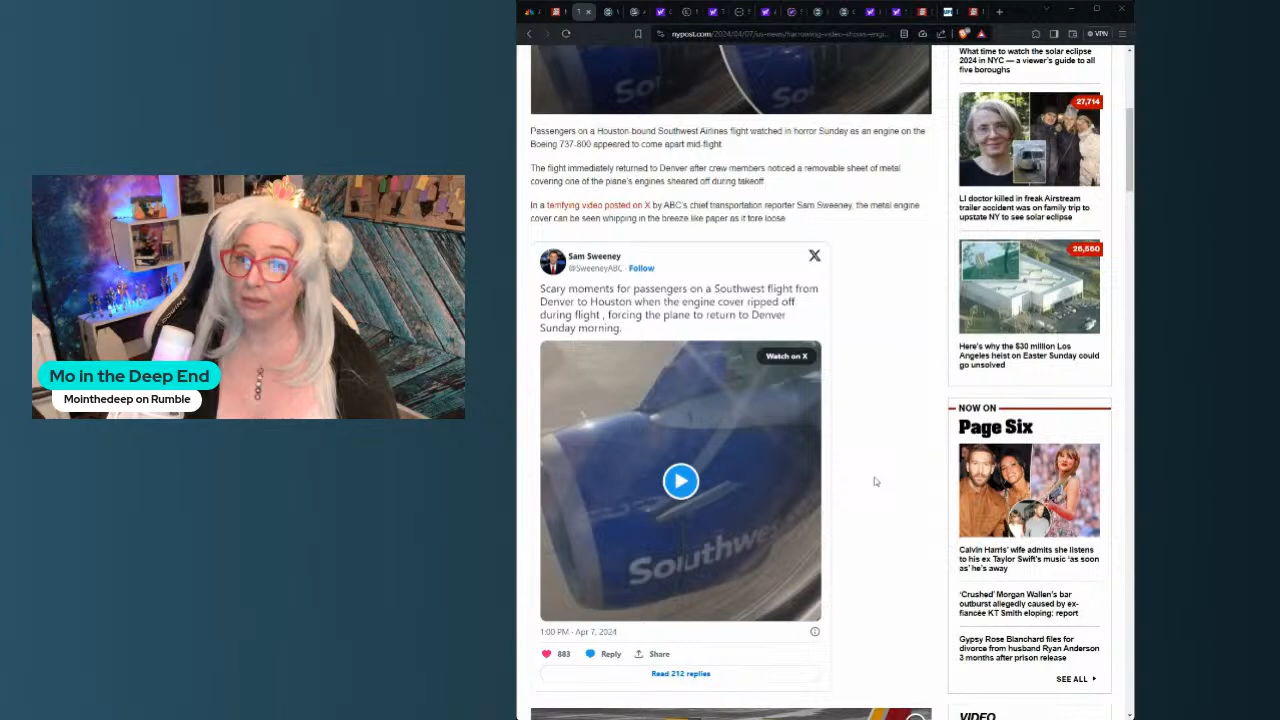 Mo in the Deep End
Mointhedeep on Rumble
VPN
Passengers on a Houston-bound Southwest Airlines flight watched in horror Sunday as an engine on the
Boeing 737-800 appeared to come apart mid-flight.
The flight immediately returned to Denver after crew members noticed a removable sheet of metal
covering one of the plane's engines sheared off during takeoff.
In a terrifying video posted on X by ABC's chief transportation reporter Sam Sweeney, the metal engine
cover can be seen whipping in the breeze like paper as it tore loose
Sam Sweeney
@SweeneyABC · Follow
X
Scary moments for passengers on a Southwest flight from
Denver to Houston when the engine cover ripped off
during flight , forcing the plane to return to Denver
Sunday morning.
Watch on X
Southwes
1:00 PM · Apr 7, 2024
883 Reply Share
Read 212 replies
What time to watch the solar eclipse
2024 in NYC — a viewer's guide to all
five boroughs
27,714
LI doctor killed in freak Airstream
trailer accident was on family trip to
upstate NY to see solar eclipse
26,560
Here's why the $30 million Los
Angeles heist on Easter Sunday could
go unsolved
NOW ON
Page Six
Calvin Harris' wife admits she listens
to his ex Taylor Swift's music 'as soon
as' he's away
'Crushed' Morgan Wallen's bar
outburst allegedly caused by ex-
fiancée KT Smith eloping: report
Gypsy Rose Blanchard files for
divorce from husband Ryan Anderson
3 months after prison release
SEE ALL
VIDEO